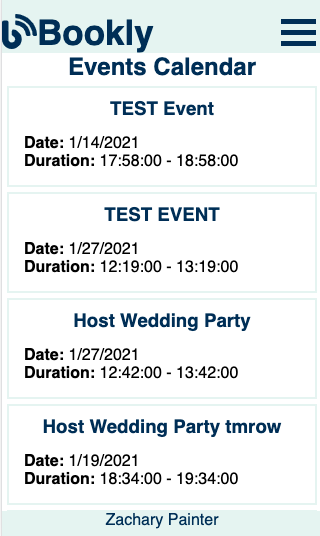 Bookly
Events Calendar
TEST Event
Date: 1/14/2021
Duration: 17:58:00 - 18:58:00
TEST EVENT
Date: 1/27/2021
Duration: 12:19:00 - 13:19:00
Host Wedding Party
Date: 1/27/2021
Duration: 12:42:00 - 13:42:00
Host Wedding Party tmrow
Date: 1/19/2021
Duration: 18:34:00 - 19:34:00
Zachary Painter